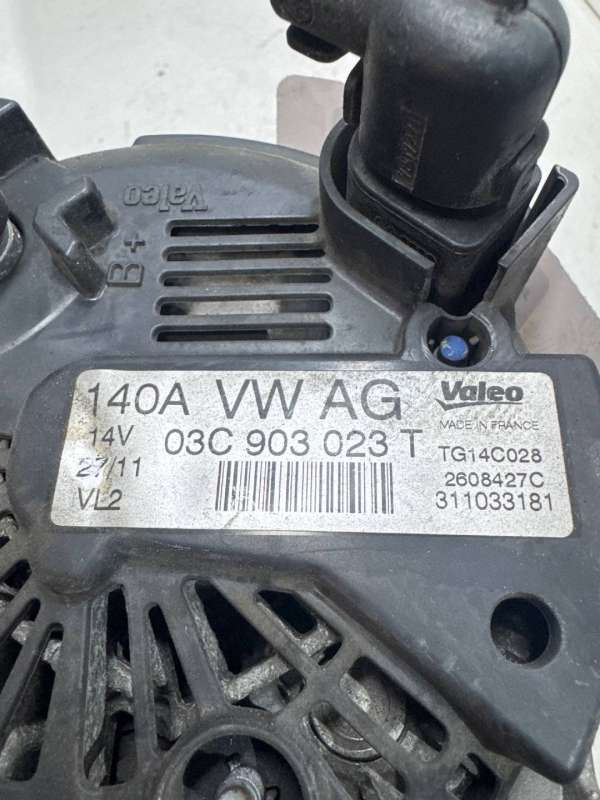 Valeo
B+
140A VW AG
14V 03C 903 023 T
27/11
VL2
Valeo
MADE IN FRANCE
TG14C028
2608427C
311033181